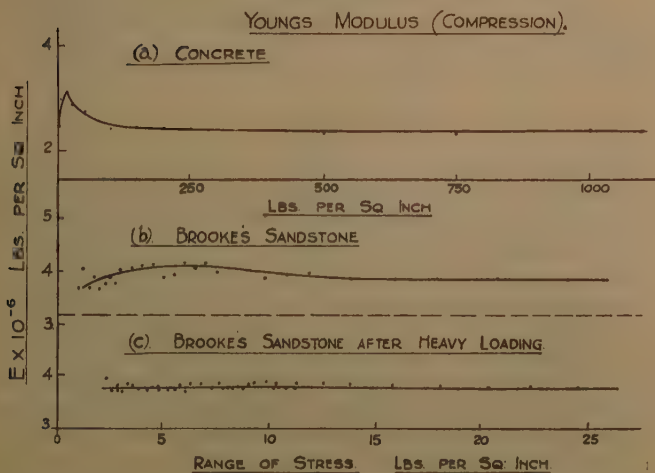 YOUNGS MODULUS (COMPRESSION).
(a) CONCRETE
4
2
250 500 750 1000
LBS. PER SQ INCH
E X 10⁻⁶ LBS. PER SQ INCH
(b) BROOKE'S SANDSTONE
5
4
3
(c) BROOKE'S SANDSTONE AFTER HEAVY LOADING
4
3
0 5 10 15 20 25
RANGE OF STRESS. LBS. PER SQ. INCH.